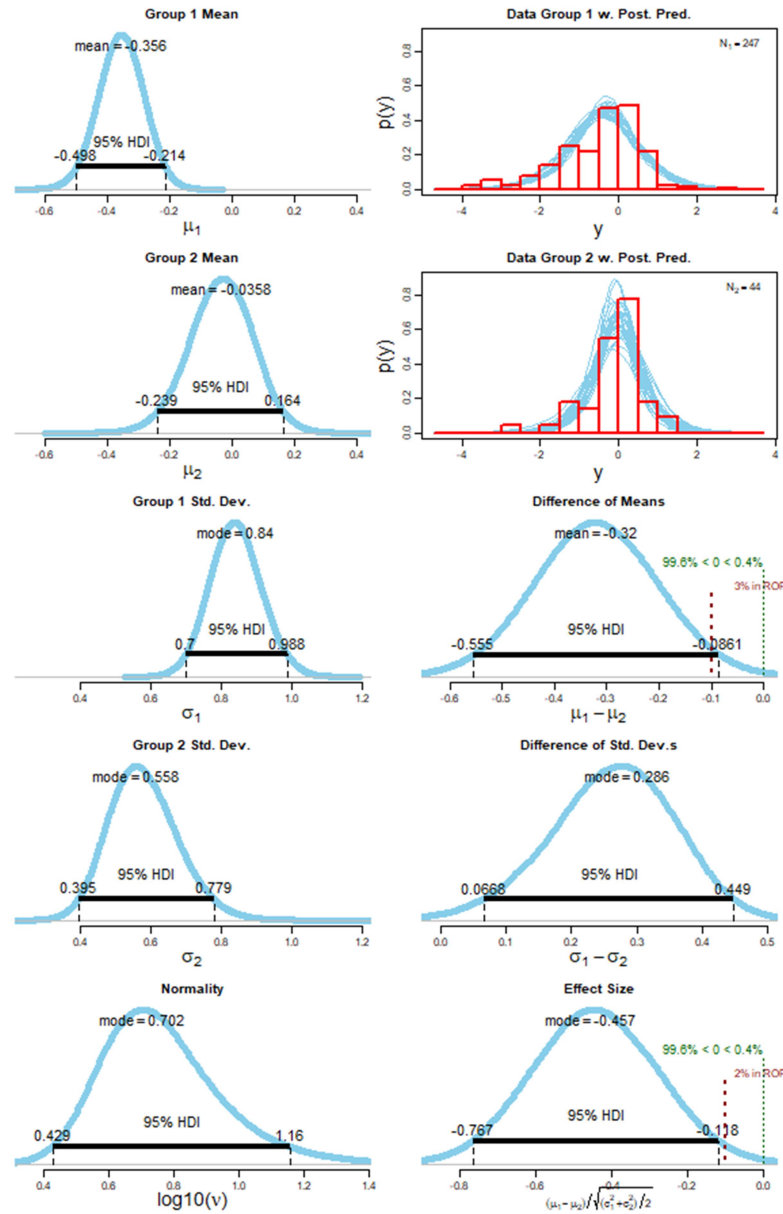 Group 1 Mean
mean = -0.356
95% HDI
-0.498 -0.214
-0.6 -0.4 -0.2 0.0 0.2 0.4
μ1
Data Group 1 w. Post. Pred.
N1 = 247
0.8
0.4
0.0
p(y)
-4 -2 0 2 4
y
Group 2 Mean
mean = -0.0358
95% HDI
-0.239 0.164
-0.6 -0.4 -0.2 0.0 0.2 0.4
μ2
Data Group 2 w. Post. Pred.
N2 = 44
0.8
0.4
0.0
p(y)
-4 -2 0 2 4
y
Group 1 Std. Dev.
mode = 0.84
95% HDI
0.7 0.988
0.4 0.6 0.8 1.0 1.2
σ1
Difference of Means
mean = -0.32
99.6% < 0 < 0.4%
3% in ROP
95% HDI
-0.555 -0.0861
-0.6 -0.5 -0.4 -0.3 -0.2 -0.1 0.0
μ1 − μ2
Group 2 Std. Dev.
mode = 0.558
95% HDI
0.395 0.779
0.4 0.6 0.8 1.0 1.2
σ2
Difference of Std. Dev.s
mode = 0.286
95% HDI
0.0668 0.449
0.0 0.1 0.2 0.3 0.4 0.5
σ1 − σ2
Normality
mode = 0.702
95% HDI
0.429 1.16
0.4 0.6 0.8 1.0 1.2 1.4
log10(ν)
Effect Size
mode = -0.457
99.6% < 0 < 0.4%
2% in ROP
95% HDI
-0.767 -0.118
-0.8 -0.6 -0.4 -0.2 0.0
(μ1 − μ2)/√(σ1² + σ2²)/2